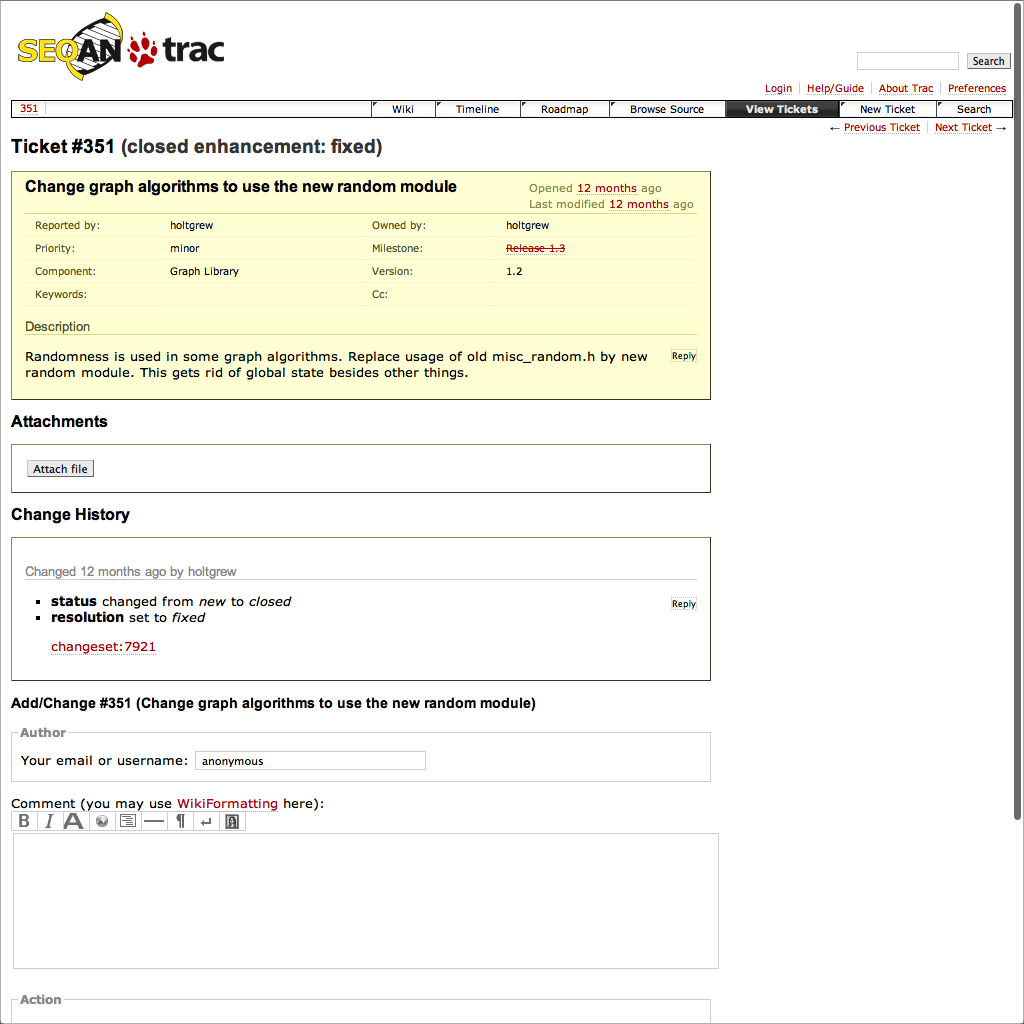 SEQAN trac
Search
Login Help/Guide About Trac Preferences
351 Wiki Timeline Roadmap Browse Source View Tickets New Ticket Search
← Previous Ticket Next Ticket →
Ticket #351 (closed enhancement: fixed)
Change graph algorithms to use the new random module
Opened 12 months ago
Last modified 12 months ago
Reported by: holtgrew Owned by: holtgrew
Priority: minor Milestone: Release 1.3
Component: Graph Library Version: 1.2
Keywords: Cc:
Description
Randomness is used in some graph algorithms. Replace usage of old misc_random.h by new Reply
random module. This gets rid of global state besides other things.
Attachments
Attach file
Change History
Changed 12 months ago by holtgrew
status changed from new to closed Reply
resolution set to fixed
changeset:7921
Add/Change #351 (Change graph algorithms to use the new random module)
Author
Your email or username: anonymous
Comment (you may use WikiFormatting here):
B I A ¶ ↵
Action